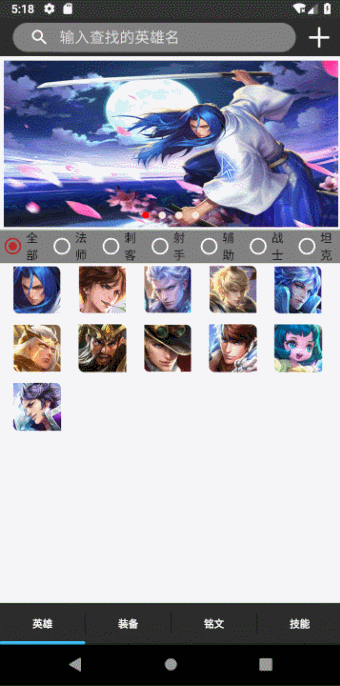 5:18
输入查找的英雄名
全部 法师 刺客 射手 辅助 战士 坦克
英雄 装备 铭文 技能